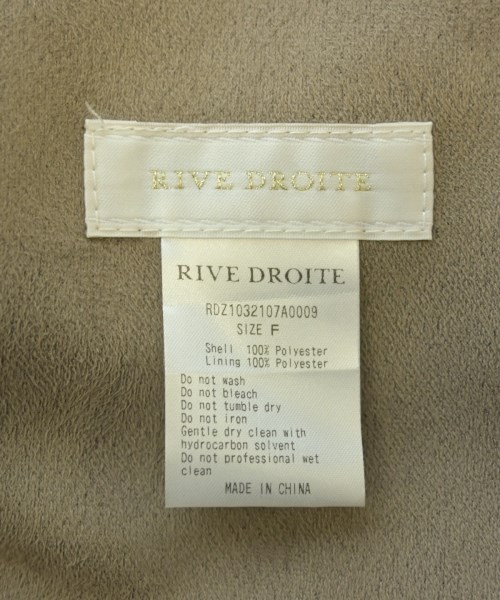 RIVE DROITE
RIVE DROITE
RDZ1032107A0009
SIZE F
Shell 100% Polyester
Lining 100% Polyester
Do not wash
Do not bleach
Do not tumble dry
Do not iron
Gentle dry clean with
hydrocarbon solvent
Do not professional wet
clean
MADE IN CHINA